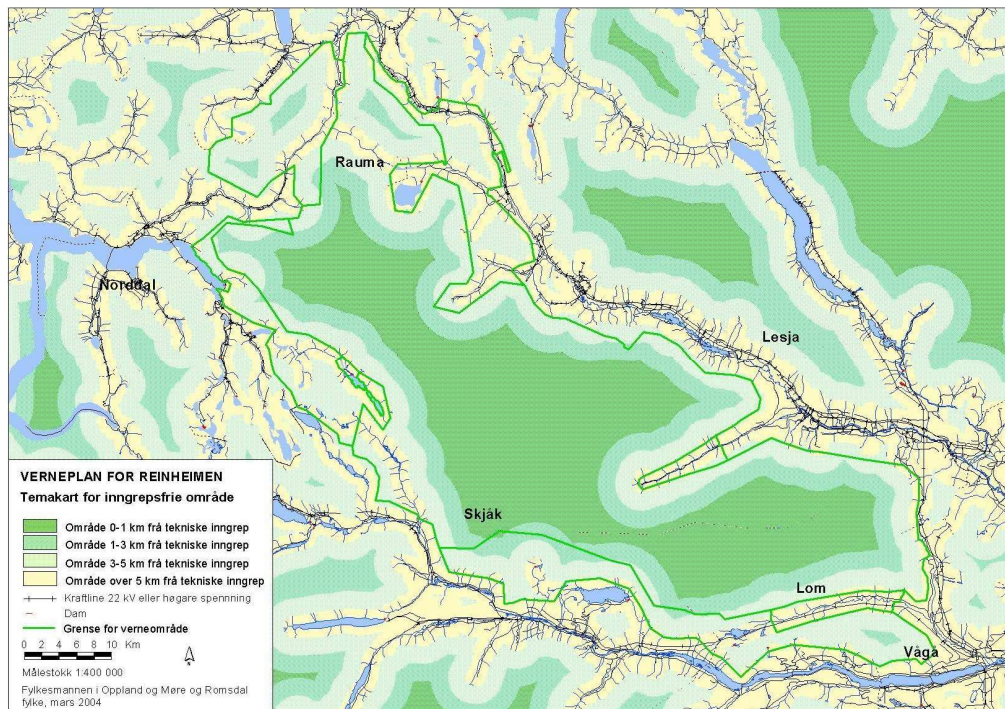 Rauma
Norddal
Lesja
Skjåk
Lom
Vågå
VERNEPLAN FOR REINHEIMEN
Temakart for inngrepsfrie område
Område 0-1 km frå tekniske inngrep
Område 1-3 km frå tekniske inngrep
Område 3-5 km frå tekniske inngrep
Område over 5 km frå tekniske inngrep
Kraftline 22 kV eller høgare spennning
Dam
Grense for verneområde
0 2 4 6 8 10 Km
Målestokk 1:400 000
Fylkesmannen i Oppland og Møre og Romsdal
fylke, mars 2004